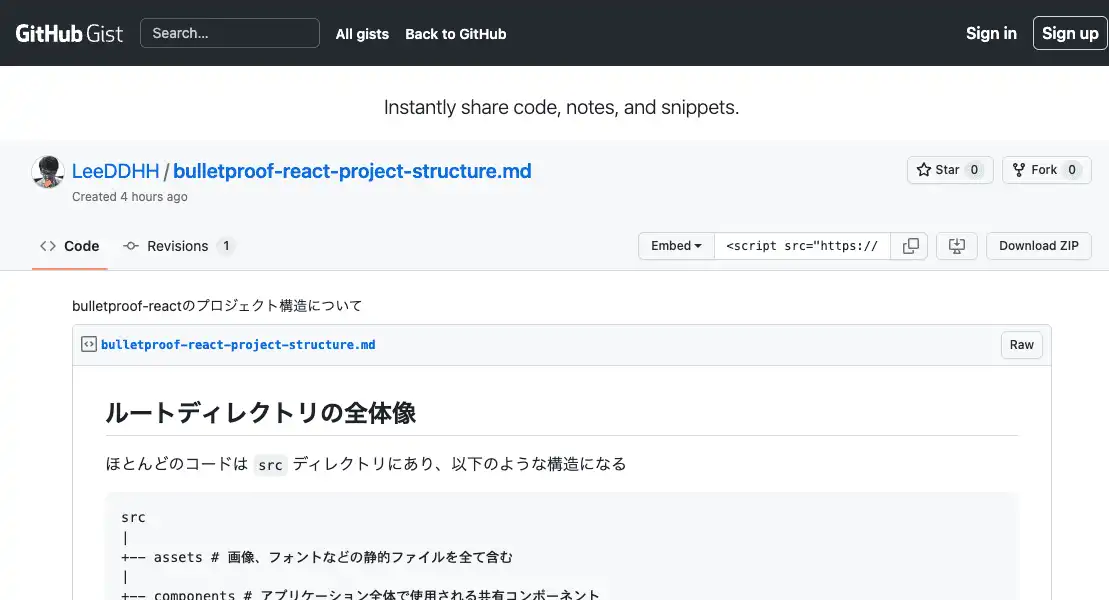 GitHub Gist Search... All gists Back to GitHub Sign in Sign up
Instantly share code, notes, and snippets.
LeeDDHH / bulletproof-react-project-structure.md Star 0 Fork 0
Created 4 hours ago
Code Revisions 1 Embed <script src="https:// Download ZIP
bulletproof-reactのプロジェクト構造について
bulletproof-react-project-structure.md Raw
ルートディレクトリの全体像
ほとんどのコードは src ディレクトリにあり、以下のような構造になる
src
|
+-- assets # 画像、フォントなどの静的ファイルを全て含む
|
+-- components # アプリケーション全体で使用される共有コンポーネント